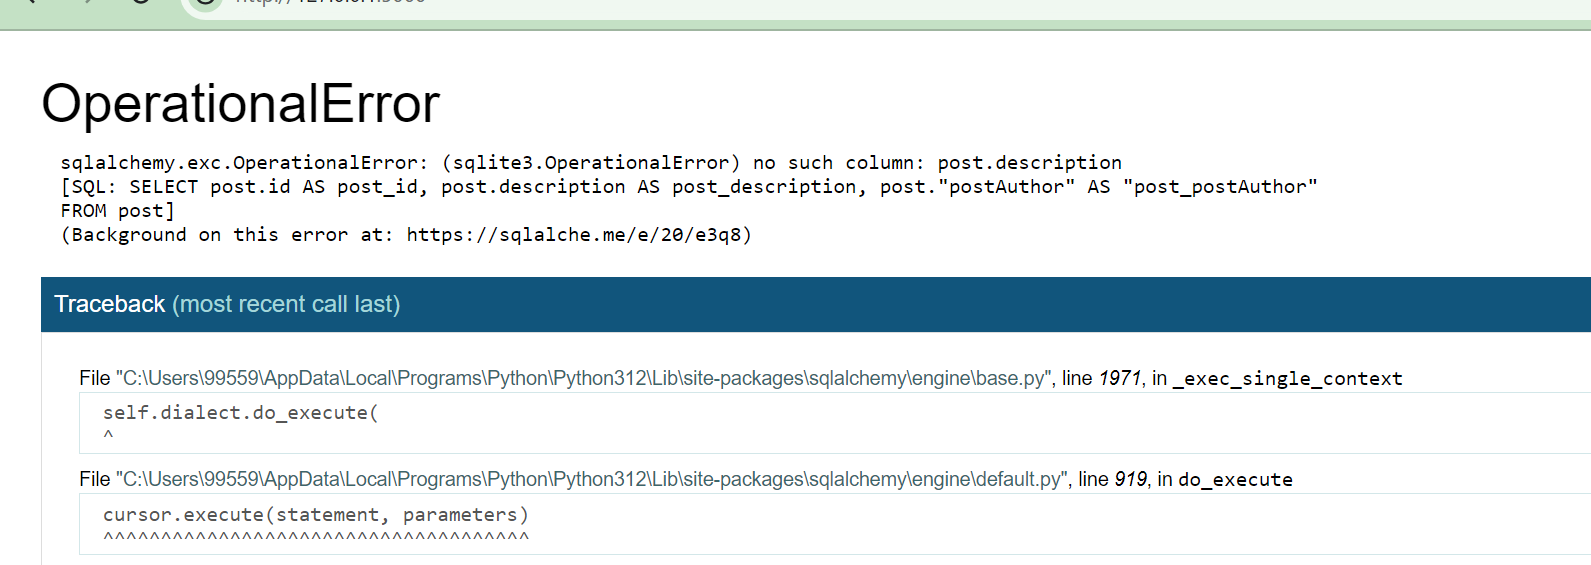 OperationalError
sqlalchemy.exc.OperationalError: (sqlite3.OperationalError) no such column: post.description
[SQL: SELECT post.id AS post_id, post.description AS post_description, post."postAuthor" AS "post_postAuthor"
FROM post]
(Background on this error at: https://sqlalche.me/e/20/e3q8)
Traceback (most recent call last)
File "C:\Users\99559\AppData\Local\Programs\Python\Python312\Lib\site-packages\sqlalchemy\engine\base.py", line 1971, in _exec_single_context
self.dialect.do_execute(
^
File "C:\Users\99559\AppData\Local\Programs\Python\Python312\Lib\site-packages\sqlalchemy\engine\default.py", line 919, in do_execute
cursor.execute(statement, parameters)
^^^^^^^^^^^^^^^^^^^^^^^^^^^^^^^^^^^^^